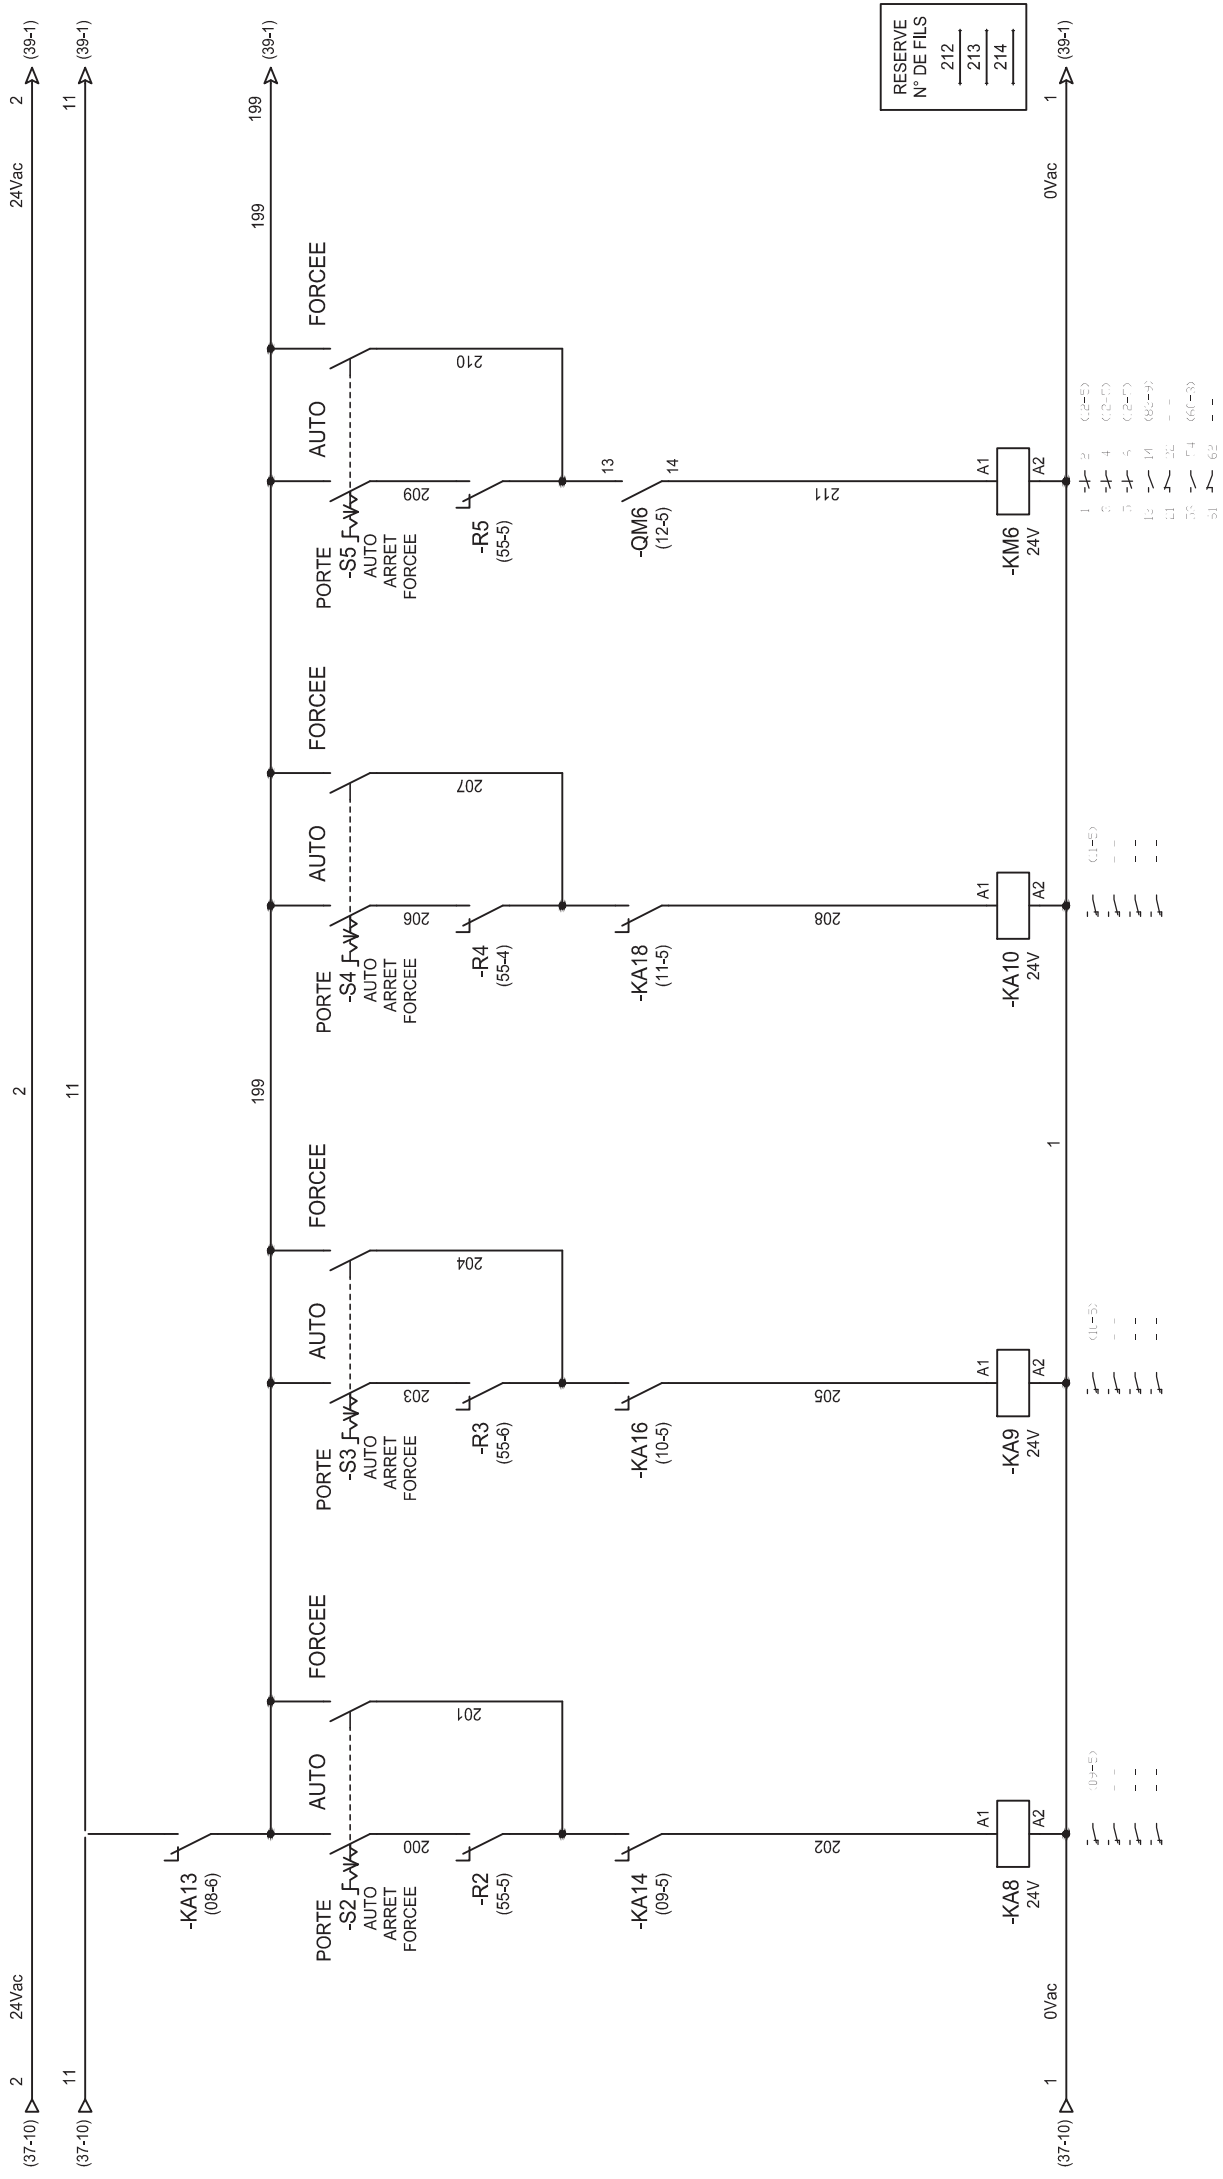 (37-10) 2 24Vac 2 24Vac 2 (39-1)
(37-10) 11 11 11 (39-1)
-KA13
(08-6)
199 199 199 (39-1)
PORTE AUTO FORCEE
-S2
AUTO
ARRET
FORCEE
200 201
-R2
(55-5)
-KA14
(09-5)
202
-KA8
24V
A1
A2
PORTE AUTO FORCEE
-S3
AUTO
ARRET
FORCEE
203 204
-R3
(55-6)
-KA16
(10-5)
205
-KA9
24V
A1
A2
PORTE AUTO FORCEE
-S4
AUTO
ARRET
FORCEE
206 207
-R4
(55-4)
-KA18
(11-5)
208
-KA10
24V
A1
A2
PORTE AUTO FORCEE
-S5
AUTO
ARRET
FORCEE
209 210
-R5
(55-5)
-QM6
(12-5)
13
14
211
-KM6
24V
A1
A2
RESERVE
N° DE FILS
212
213
214
(37-10) 1 0Vac 1 0Vac 1 (39-1)